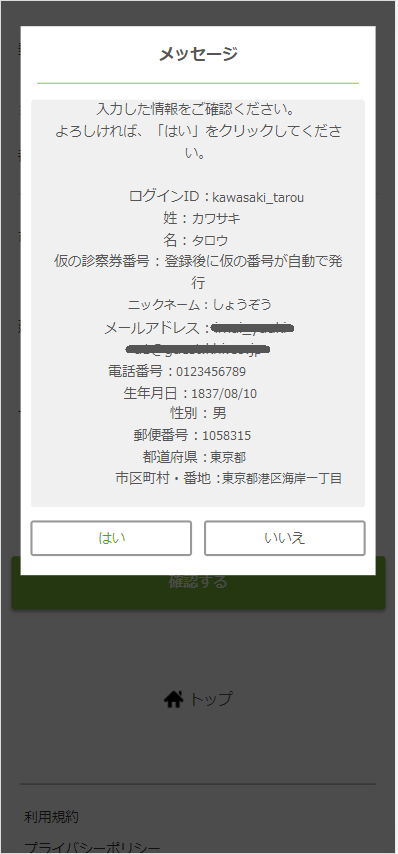 メッセージ
入力した情報をご確認ください。
よろしければ、「はい」をクリックしてくださ
い。
ログインID：kawasaki_tarou
姓：カワサキ
名：タロウ
仮の診察券番号：登録後に仮の番号が自動で発
行
ニックネーム：しょうぞう
メールアドレス：
電話番号：0123456789
生年月日：1837/08/10
性別：男
郵便番号：1058315
都道府県：東京都
市区町村・番地：東京都港区海岸一丁目
はい
いいえ
確認する
トップ
利用規約
プライバシーポリシー